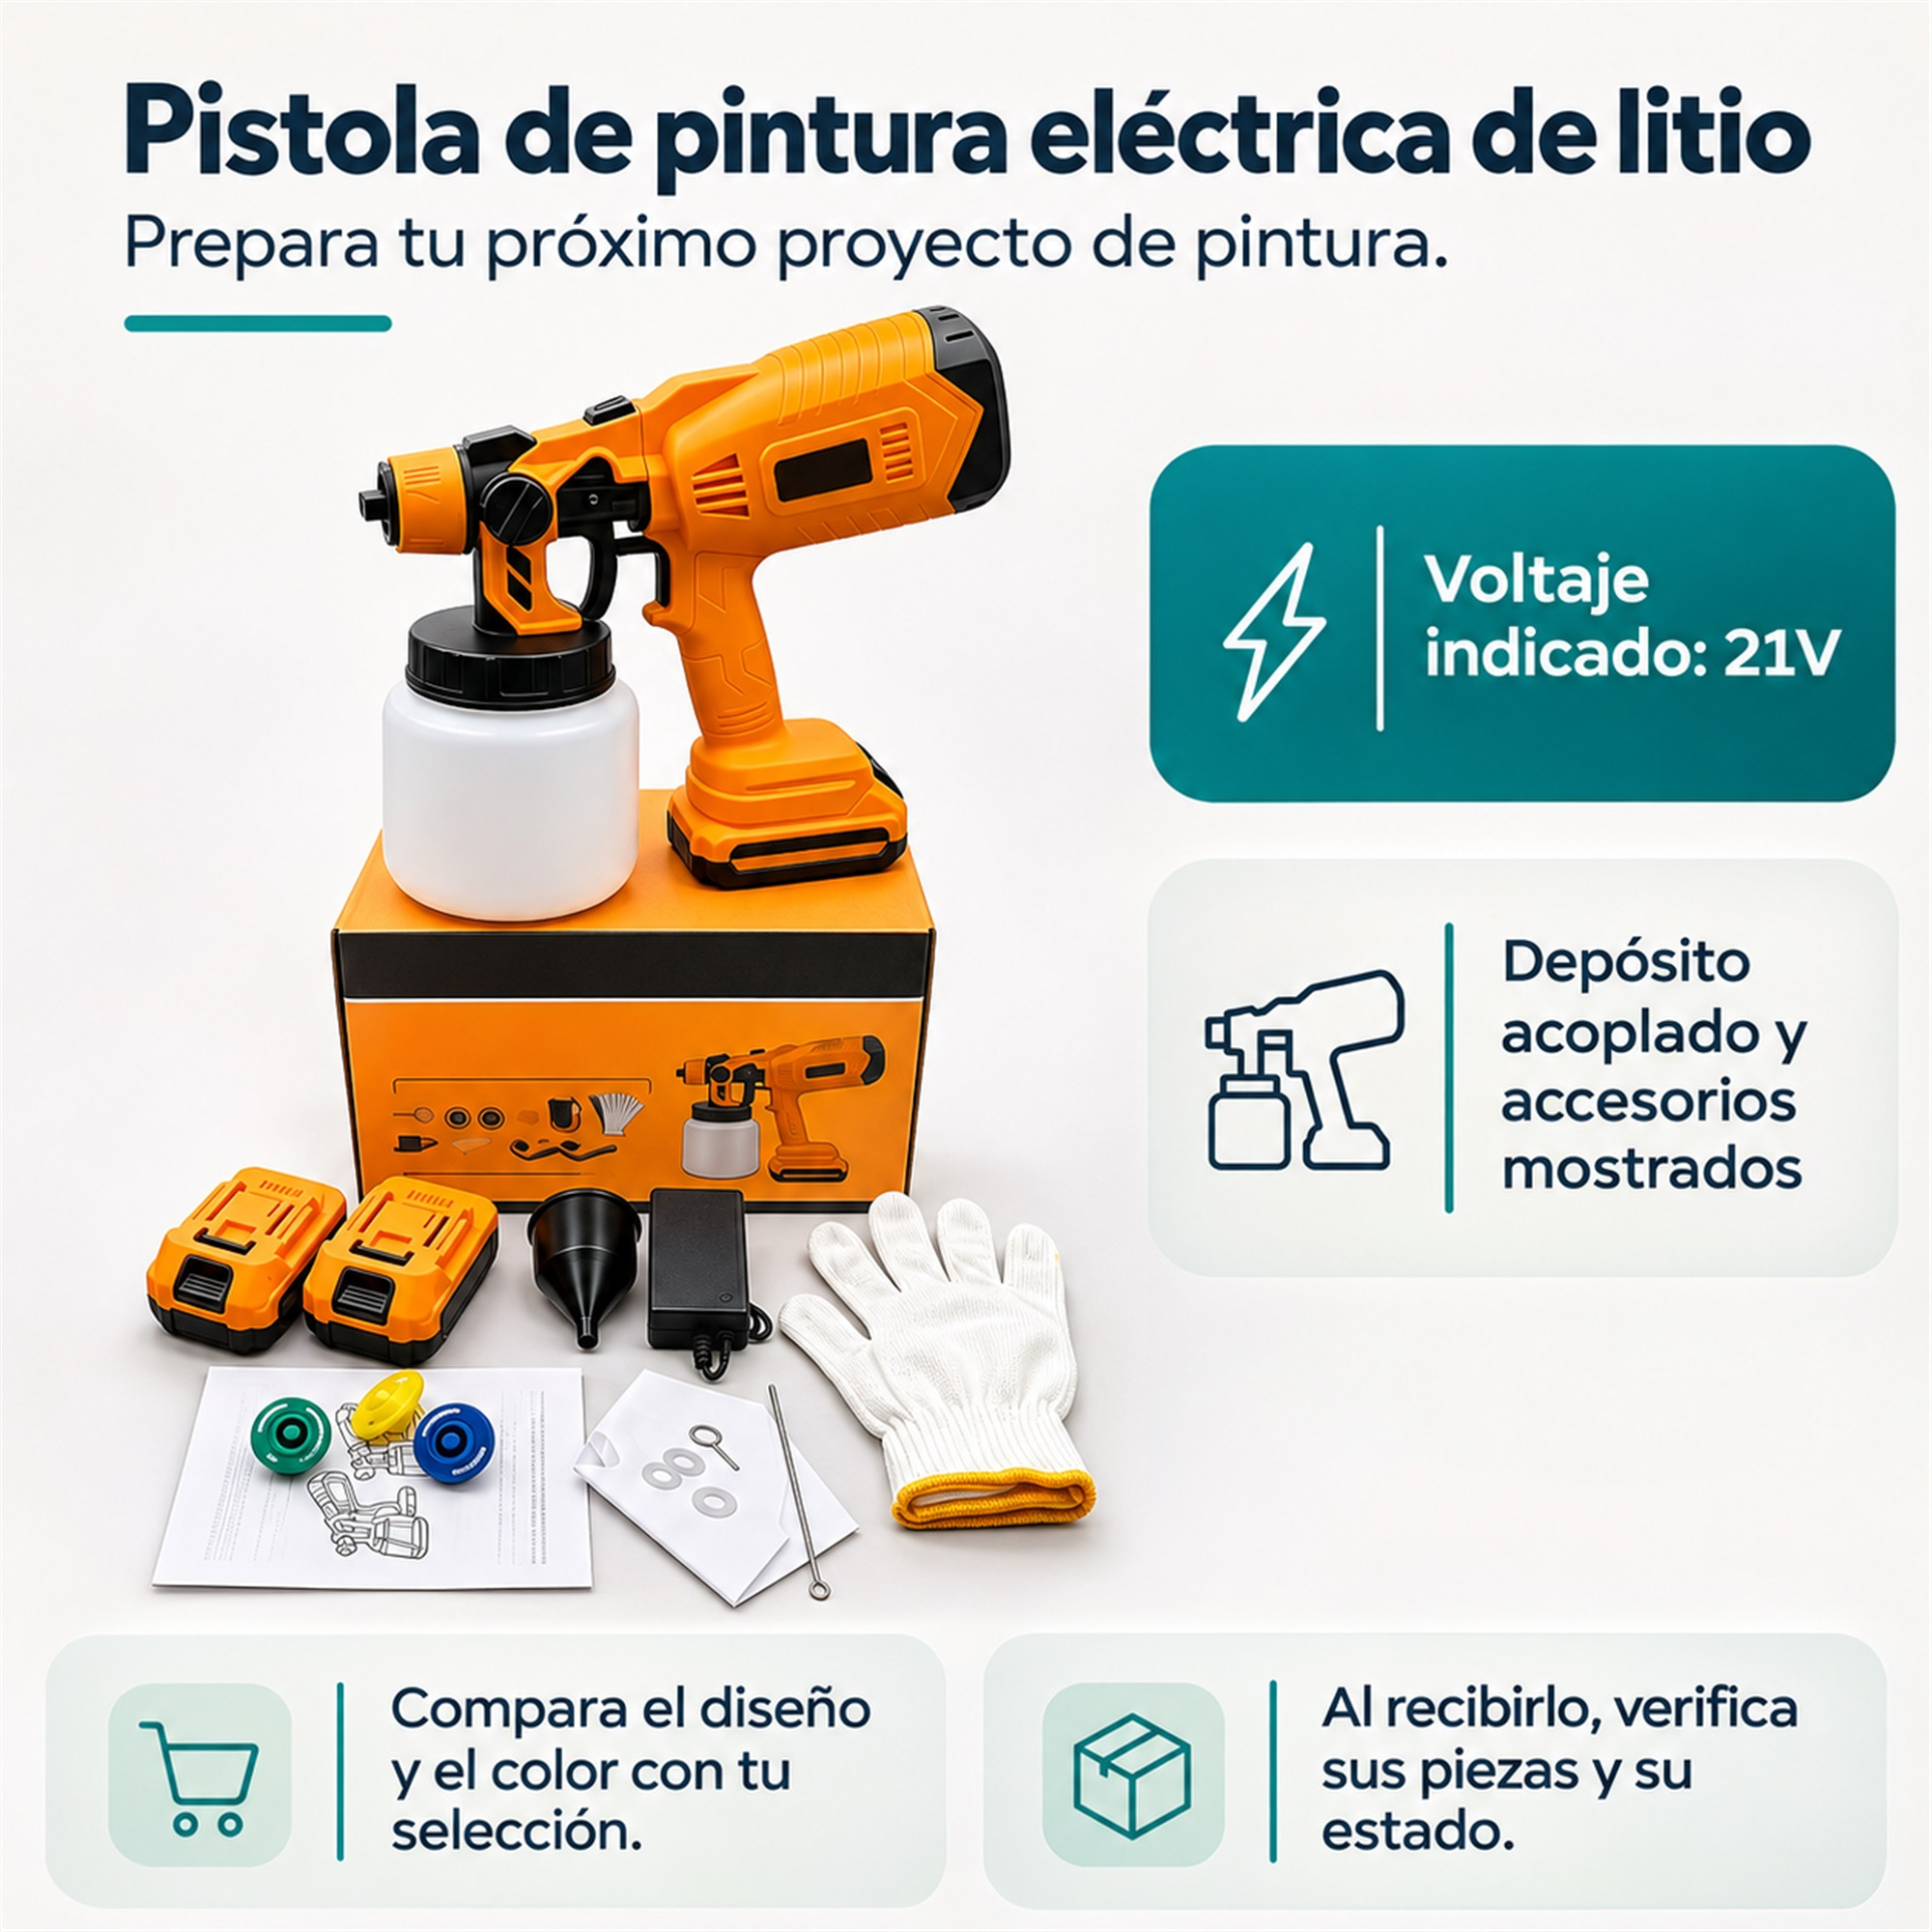 Pistola de pintura eléctrica de litio
Prepara tu próximo proyecto de pintura.
Voltaje
indicado: 21V
Depósito
acoplado y
accesorios
mostrados
Compara el diseño
y el color con tu
selección.
Al recibirlo, verifica
sus piezas y su
estado.